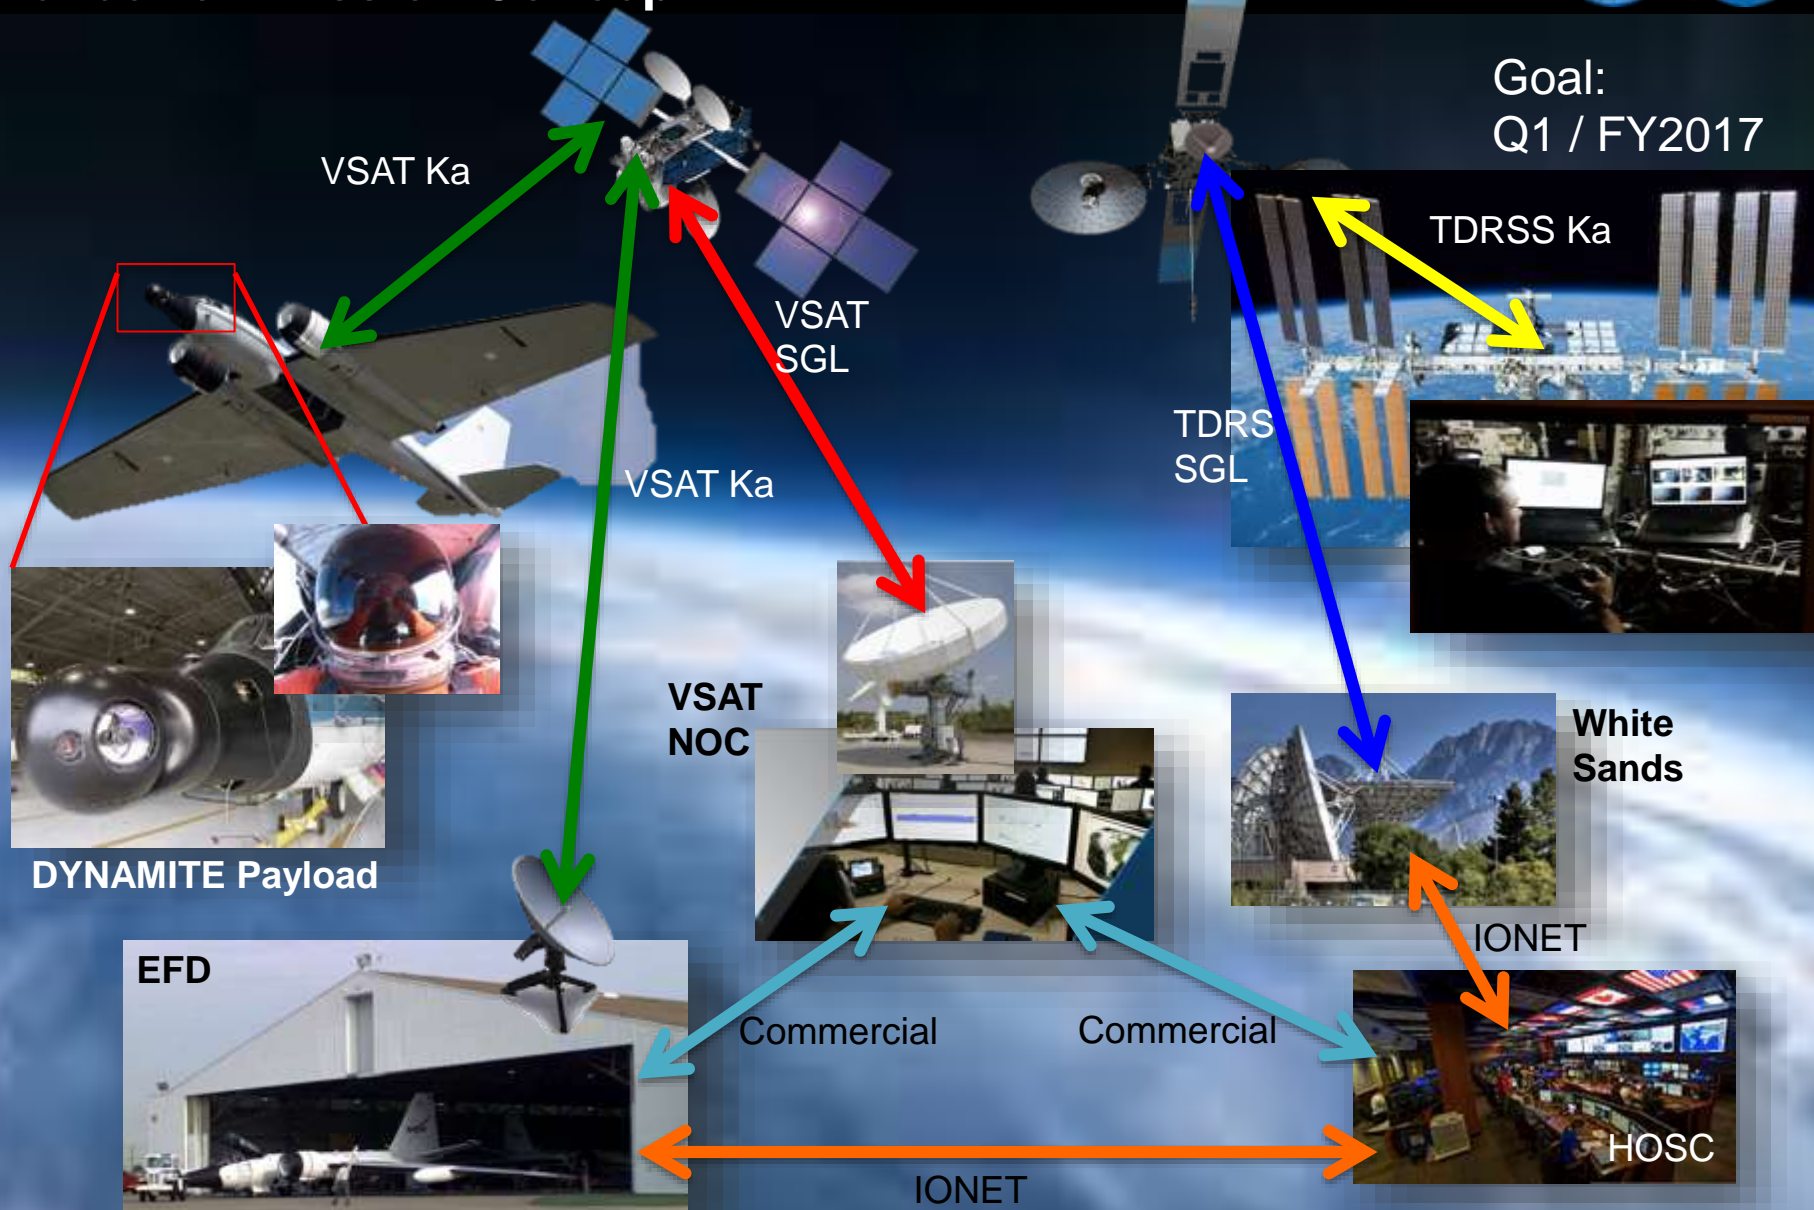 Goal:
Q1 / FY2017
VSAT Ka
TDRSS Ka
VSAT
SGL
TDRS
SGL
VSAT Ka
VSAT
NOC
White
Sands
DYNAMITE Payload
EFD
IONET
Commercial
Commercial
HOSC
IONET